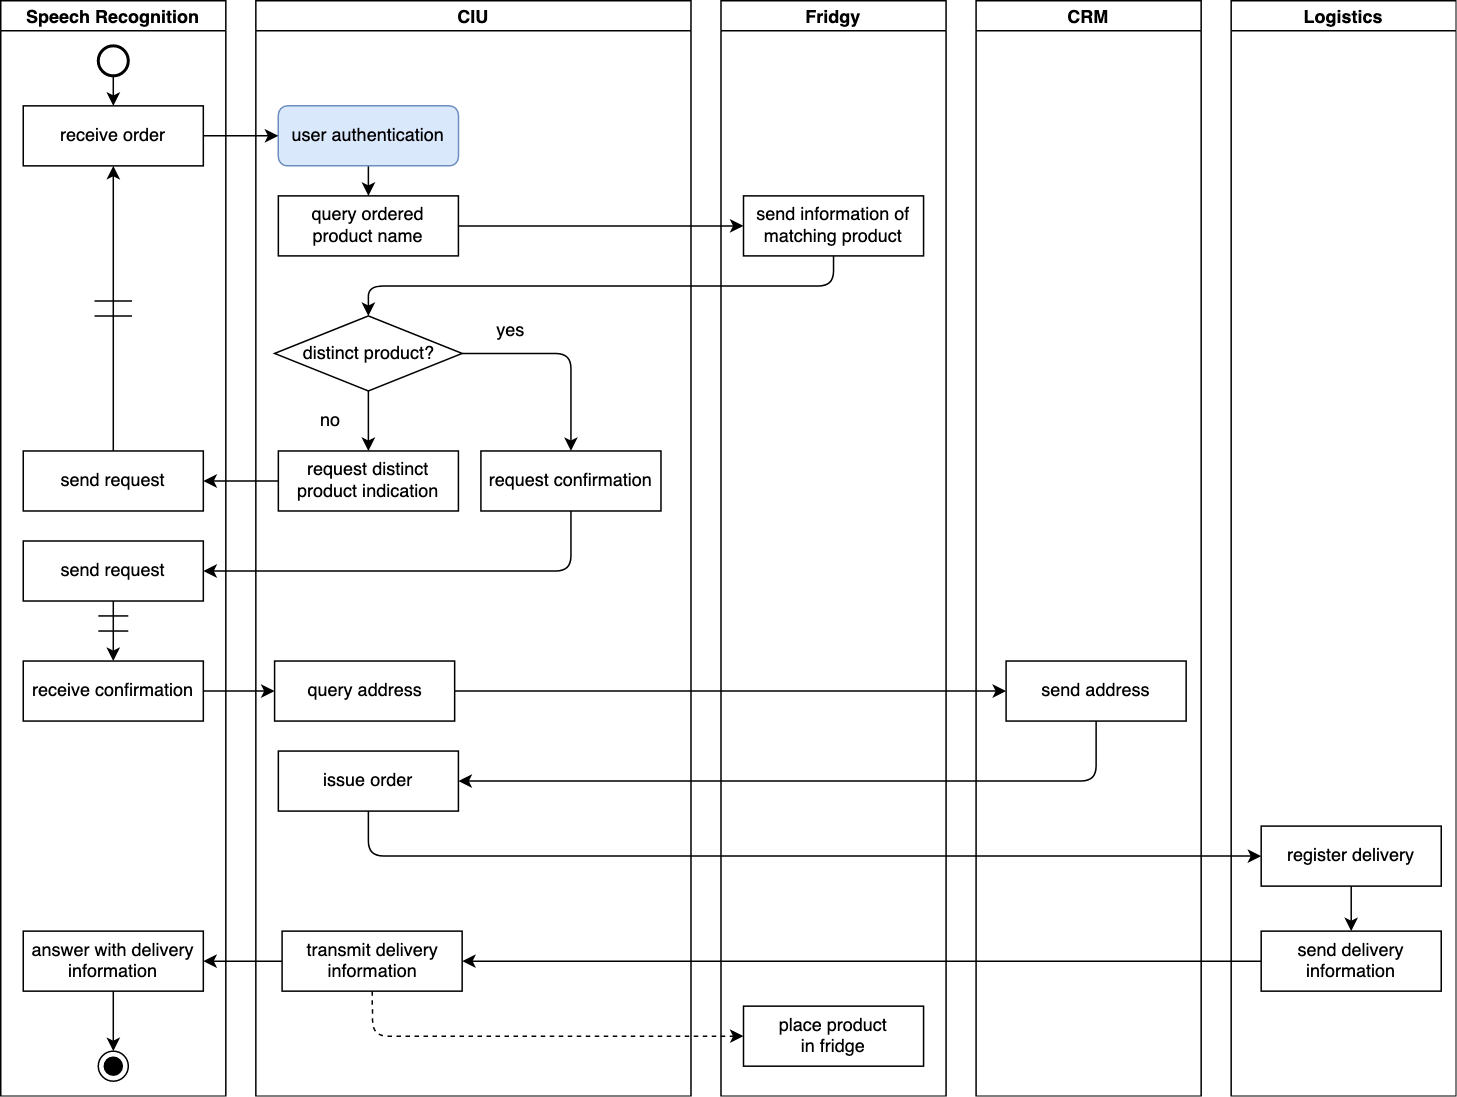 Speech Recognition
CIU
Fridgy
CRM
Logistics
receive order
user authentication
query ordered
product name
send information of
matching product
distinct product?
yes
no
send request
request distinct
product indication
request confirmation
send request
receive confirmation
query address
send address
issue order
register delivery
answer with delivery
information
transmit delivery
information
send delivery
information
place product
in fridge